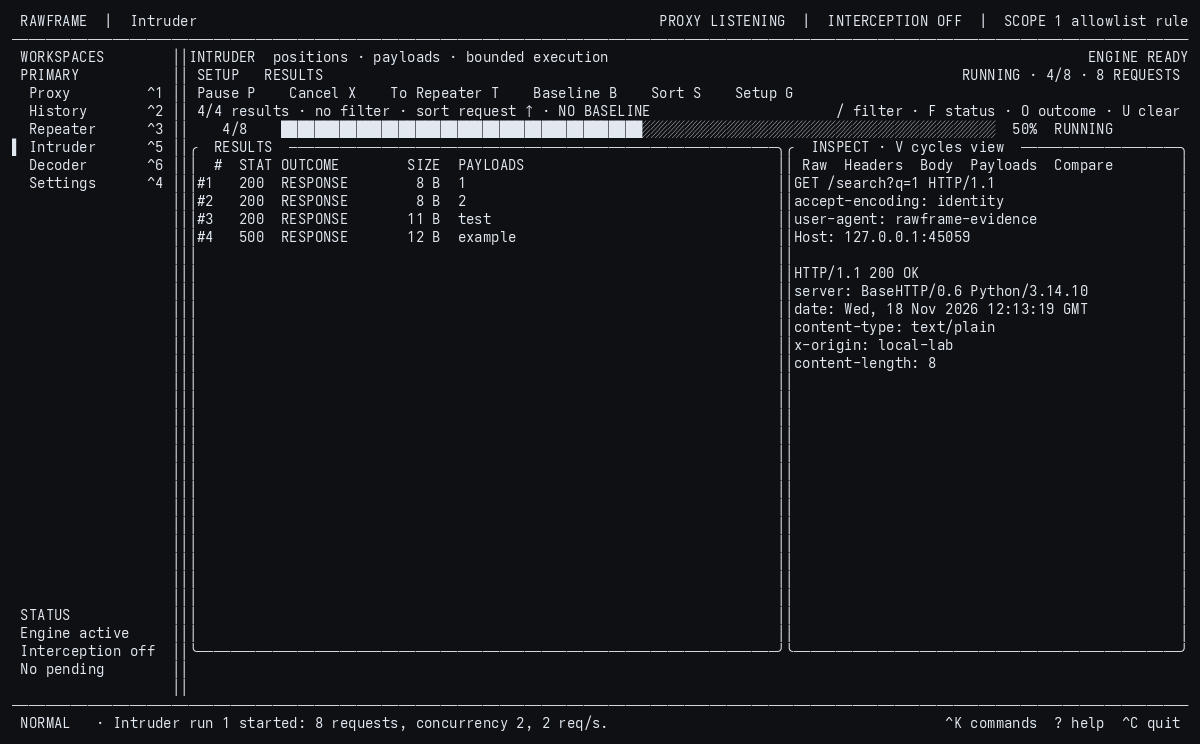 RAWFRAME | Intruder PROXY LISTENING | INTERCEPTION OFF | SCOPE 1 allowlist rule
WORKSPACES
PRIMARY
Proxy ^1
History ^2
Repeater ^3
Intruder ^5
Decoder ^6
Settings ^4
INTRUDER positions · payloads · bounded execution ENGINE READY
SETUP RESULTS RUNNING · 4/8 · 8 REQUESTS
Pause P Cancel X To Repeater T Baseline B Sort S Setup G
4/4 results · no filter · sort request ↑ · NO BASELINE / filter · F status · O outcome · U clear
4/8 50% RUNNING
RESULTS
# STAT OUTCOME SIZE PAYLOADS
#1 200 RESPONSE 8 B 1
#2 200 RESPONSE 8 B 2
#3 200 RESPONSE 11 B test
#4 500 RESPONSE 12 B example
INSPECT · V cycles view
Raw Headers Body Payloads Compare
GET /search?q=1 HTTP/1.1
accept-encoding: identity
user-agent: rawframe-evidence
Host: 127.0.0.1:45059
HTTP/1.1 200 OK
server: BaseHTTP/0.6 Python/3.14.10
date: Wed, 18 Nov 2026 12:13:19 GMT
content-type: text/plain
x-origin: local-lab
content-length: 8
STATUS
Engine active
Interception off
No pending
NORMAL · Intruder run 1 started: 8 requests, concurrency 2, 2 req/s. ^K commands ? help ^C quit